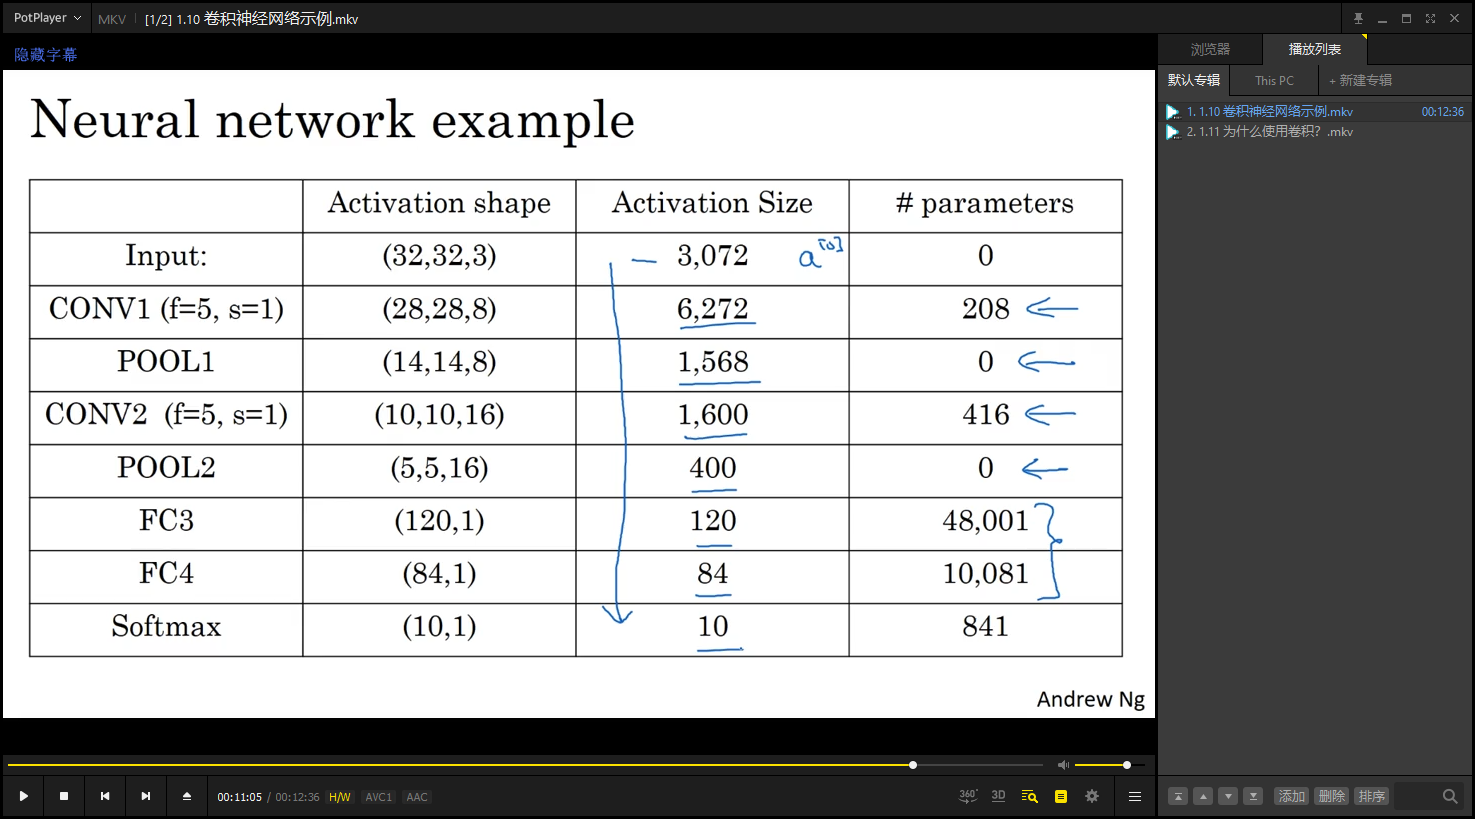 PotPlayer
MKV
[1/2] 1.10 卷积神经网络示例.mkv
隐藏字幕
Neural network example
Activation shape Activation Size # parameters
Input: (32,32,3) 3,072 a[0] 0
CONV1 (f=5, s=1) (28,28,8) 6,272 208
POOL1 (14,14,8) 1,568 0
CONV2 (f=5, s=1) (10,10,16) 1,600 416
POOL2 (5,5,16) 400 0
FC3 (120,1) 120 48,001
FC4 (84,1) 84 10,081
Softmax (10,1) 10 841
Andrew Ng
00:11:05 / 00:12:36 H/W AVC1 AAC
360° 3D
浏览器 播放列表
默认专辑 This PC + 新建专辑
1. 1.10 卷积神经网络示例.mkv 00:12:36
2. 1.11 为什么使用卷积？.mkv
添加 删除 排序